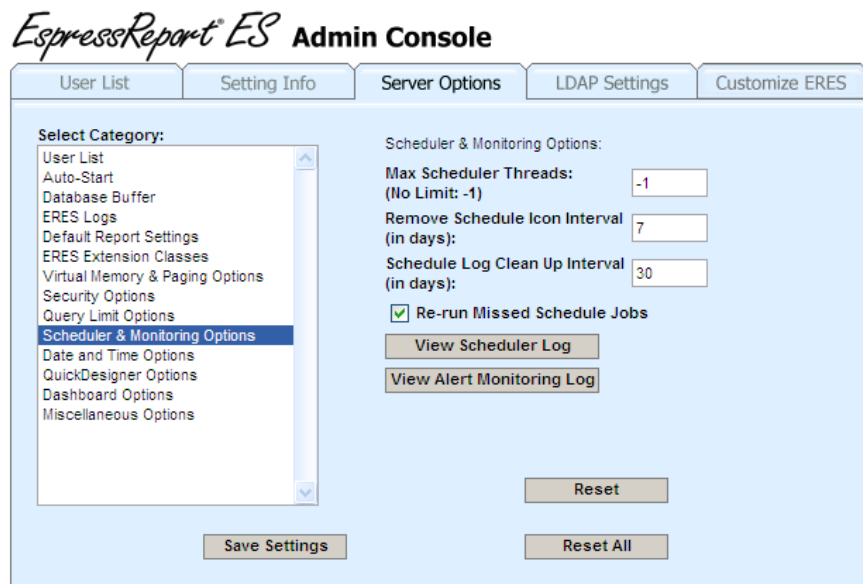 EspressReport® ES Admin Console
User List
Setting Info
Server Options
LDAP Settings
Customize ERES
Select Category:
User List
Auto-Start
Database Buffer
ERES Logs
Default Report Settings
ERES Extension Classes
Virtual Memory & Paging Options
Security Options
Query Limit Options
Scheduler & Monitoring Options
Date and Time Options
QuickDesigner Options
Dashboard Options
Miscellaneous Options
Scheduler & Monitoring Options:
Max Scheduler Threads:
(No Limit: -1)
-1
Remove Schedule Icon Interval
(in days):
7
Schedule Log Clean Up Interval
(in days):
30
Re-run Missed Schedule Jobs
View Scheduler Log
View Alert Monitoring Log
Reset
Save Settings
Reset All